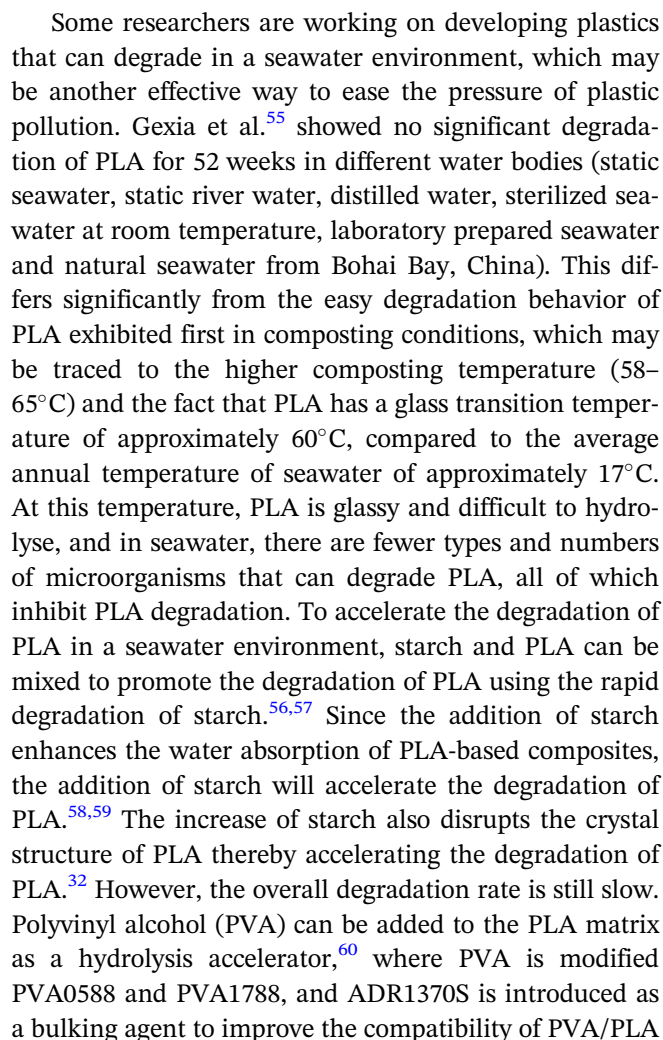 Some researchers are working on developing plastics
that can degrade in a seawater environment, which may
be another effective way to ease the pressure of plastic
pollution. Gexia et al.55 showed no significant degrada-
tion of PLA for 52 weeks in different water bodies (static
seawater, static river water, distilled water, sterilized sea-
water at room temperature, laboratory prepared seawater
and natural seawater from Bohai Bay, China). This dif-
fers significantly from the easy degradation behavior of
PLA exhibited first in composting conditions, which may
be traced to the higher composting temperature (58–
65°C) and the fact that PLA has a glass transition temper-
ature of approximately 60°C, compared to the average
annual temperature of seawater of approximately 17°C.
At this temperature, PLA is glassy and difficult to hydro-
lyse, and in seawater, there are fewer types and numbers
of microorganisms that can degrade PLA, all of which
inhibit PLA degradation. To accelerate the degradation of
PLA in a seawater environment, starch and PLA can be
mixed to promote the degradation of PLA using the rapid
degradation of starch.56,57 Since the addition of starch
enhances the water absorption of PLA-based composites,
the addition of starch will accelerate the degradation of
PLA.58,59 The increase of starch also disrupts the crystal
structure of PLA thereby accelerating the degradation of
PLA.32 However, the overall degradation rate is still slow.
Polyvinyl alcohol (PVA) can be added to the PLA matrix
as a hydrolysis accelerator,60 where PVA is modified
PVA0588 and PVA1788, and ADR1370S is introduced as
a bulking agent to improve the compatibility of PVA/PLA